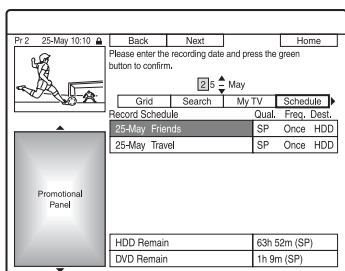 Pr 2 25-May 10:10
Back Next Home
Please enter the recording date and press the green
button to confirm.
25 May
Grid Search My TV Schedule
Record Schedule Qual. Freq. Dest.
25-May Friends SP Once HDD
25-May Travel SP Once HDD
Promotional
Panel
HDD Remain 63h 52m (SP)
DVD Remain 1h 9m (SP)